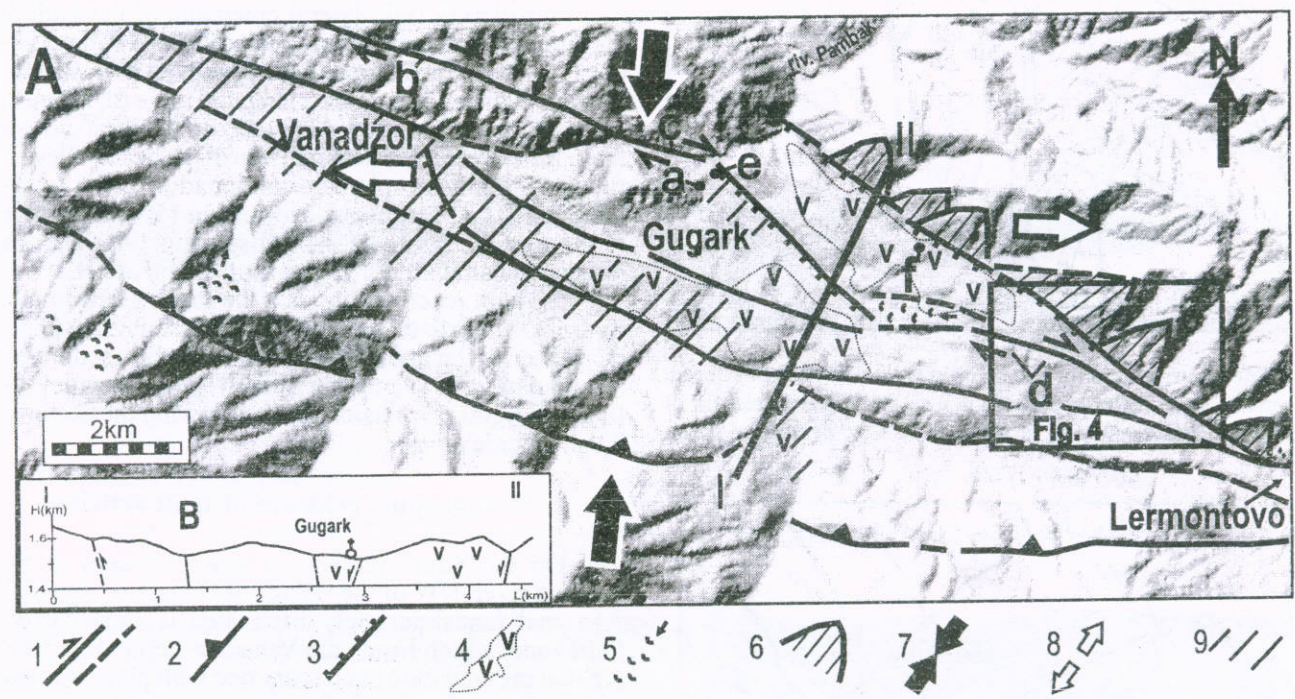 A
b
riv. Pambak
N
Vanadzor
c
II
a
e
Gugark
V
V
V
V
f
V
V
V
V
V
V
V
V
V
V
d
Fig. 4
2km
I
Lermontovo
I
II
H(km)
B
Gugark
1.6
1.4
V
V
V
V
V
V
0
1
2
3
4
L(km)
1
2
3
4
V
V
5
6
7
8
9